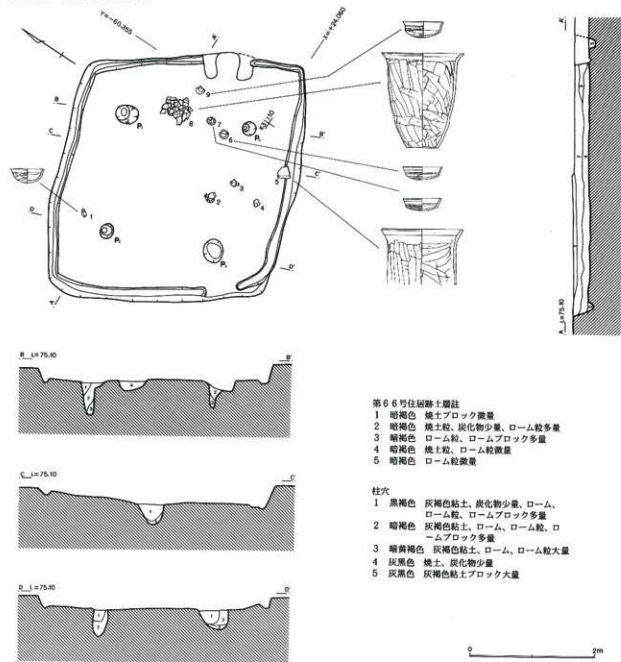 Y=-60.355
X=+24.060
A'
B
B'
C
C'
D
D'
A
P₁
P₁
P₁
P₁
1
2
3
4
5
6
7
8
9
A'
A L=75.10
B L=75.10
B'
C L=75.10
C'
D L=75.10
D'
第66号住居跡土層註
1 暗褐色 焼土ブロック微量
2 暗褐色 焼土粒、炭化物少量、ローム粒多量
3 暗褐色 ローム粒、ロームブロック多量
4 暗褐色 焼土粒、ローム粒微量
5 暗褐色 ローム粒微量
柱穴
1 黒褐色 灰褐色粘土、炭化物少量、ローム、
ローム粒、ロームブロック多量
2 暗褐色 灰褐色粘土、ローム、ローム粒、ロ
ームブロック多量
3 暗黄褐色 灰褐色粘土、ローム、ローム粒大量
4 灰黒色 焼土、炭化物少量
5 灰黒色 灰褐色粘土ブロック大量
0 2m